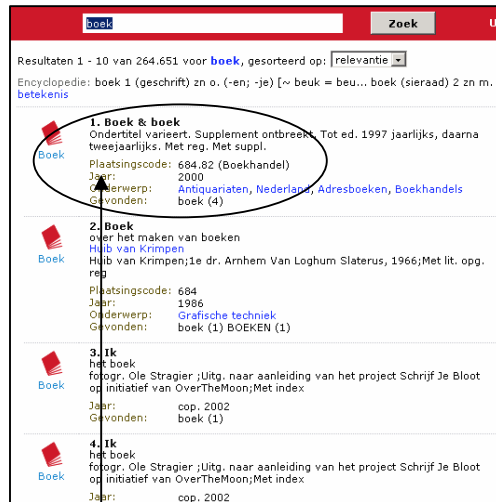 boek Zoek U
Resultaten 1 - 10 van 264.651 voor boek, gesorteerd op: relevantie
Encyclopedie: boek 1 (geschrift) zn o. (-en; -je) [~ beuk = beu... boek (sieraad) 2 zn m.
betekenis
1. Boek & boek
Ondertitel varieert. Supplement ontbreekt. Tot ed. 1997 jaarlijks, daarna
tweejaarlijks. Met reg. Met suppl.
Boek
Plaatsingscode: 684.82 (Boekhandel)
Jaar: 2000
Onderwerp: Antiquariaten, Nederland, Adresboeken, Boekhandels
Gevonden: boek (4)
2. Boek
over het maken van boeken
Huib van Krimpen
Boek
Huib van Krimpen;1e dr. Arnhem Van Loghum Slaterus, 1966;Met lit. opg.
reg
Plaatsingscode: 684
Jaar: 1986
Onderwerp: Grafische techniek
Gevonden: boek (1) BOEKEN (1)
3. Ik
het boek
fotogr. Ole Stragier ;Uitg. naar aanleiding van het project Schrijf Je Bloot
Boek
op initiatief van OverTheMoon;Met index
Jaar: cop. 2002
Gevonden: boek (1)
4. Ik
het boek
fotogr. Ole Stragier ;Uitg. naar aanleiding van het project Schrijf Je Bloot
Boek
op initiatief van OverTheMoon;Met index
Jaar: cop. 2002